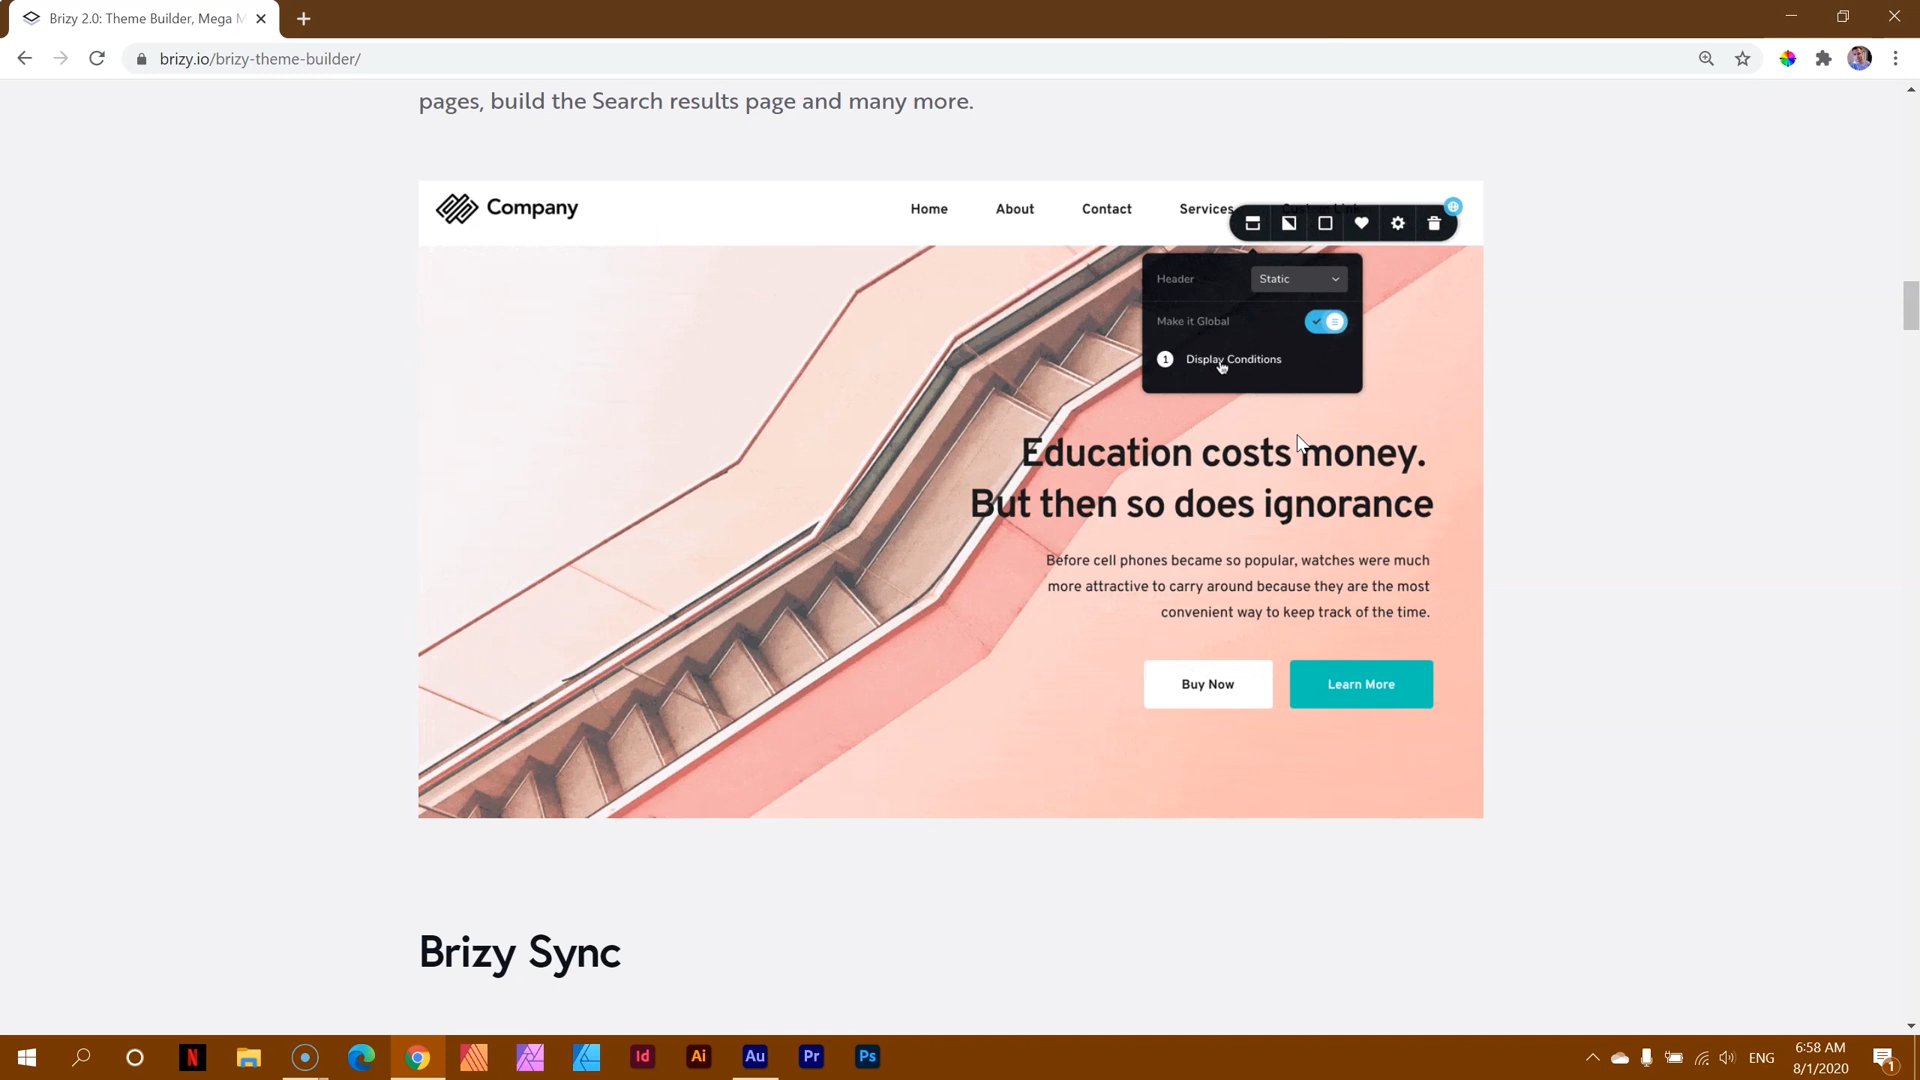 Brizy 2.0: Theme Builder, Mega M
brizy.io/brizy-theme-builder/
pages, build the Search results page and many more.
Company
Home
About
Contact
Services
Header
Static
Make it Global
1
Display Conditions
Education costs money.
But then so does ignorance
Before cell phones became so popular, watches were much
more attractive to carry around because they are the most
convenient way to keep track of the time.
Buy Now
Learn More
Brizy Sync
N
Id
Ai
Au
Pr
Ps
ENG
6:58 AM
8/1/2020
1